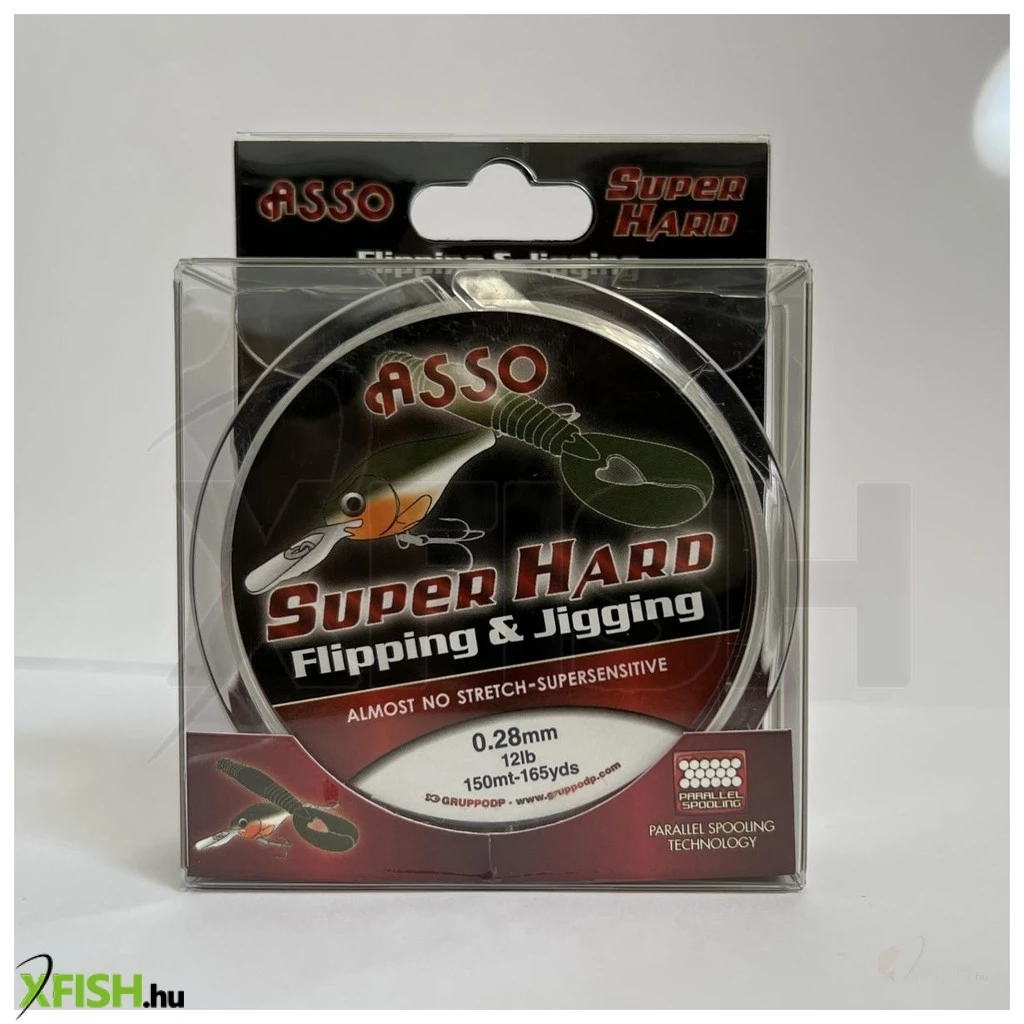 ASSO
SUPER
HARD
Flipping & Jigging
ASSO
SUPER HARD
Flipping & Jigging
ALMOST NO STRETCH-SUPERSENSITIVE
0.28mm
12lb
150mt-165yds
GRUPPODP - www.gruppodp.com
PARALLEL
SPOOLING
PARALLEL SPOOLING
TECHNOLOGY
XFISH
XFISH.hu